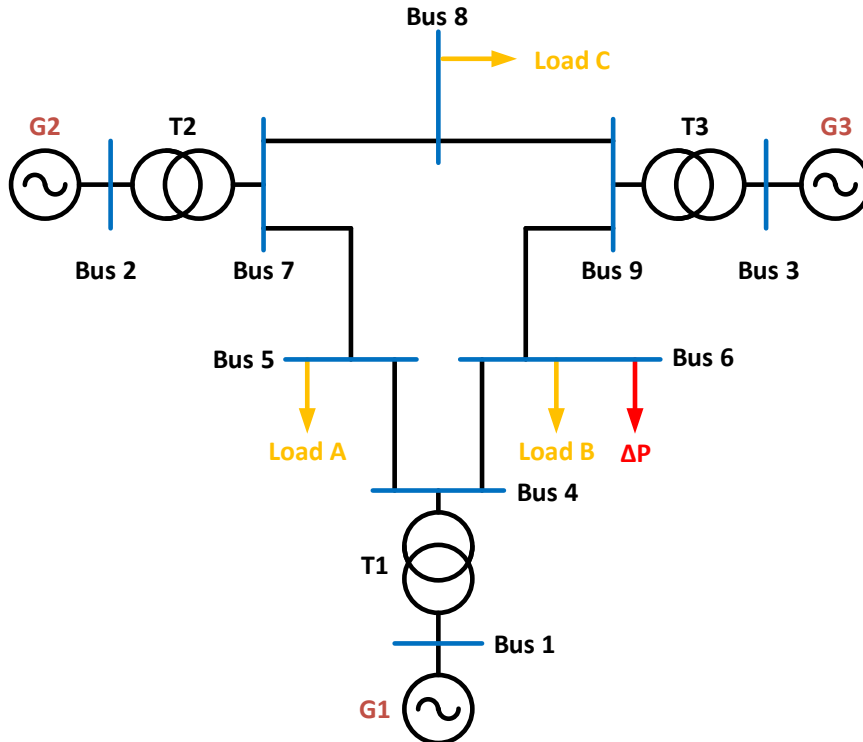 Bus 8
Load C
G2
T2
T3
G3
Bus 2
Bus 7
Bus 9
Bus 3
Bus 5
Bus 6
Load A
Load B
ΔP
Bus 4
T1
Bus 1
G1